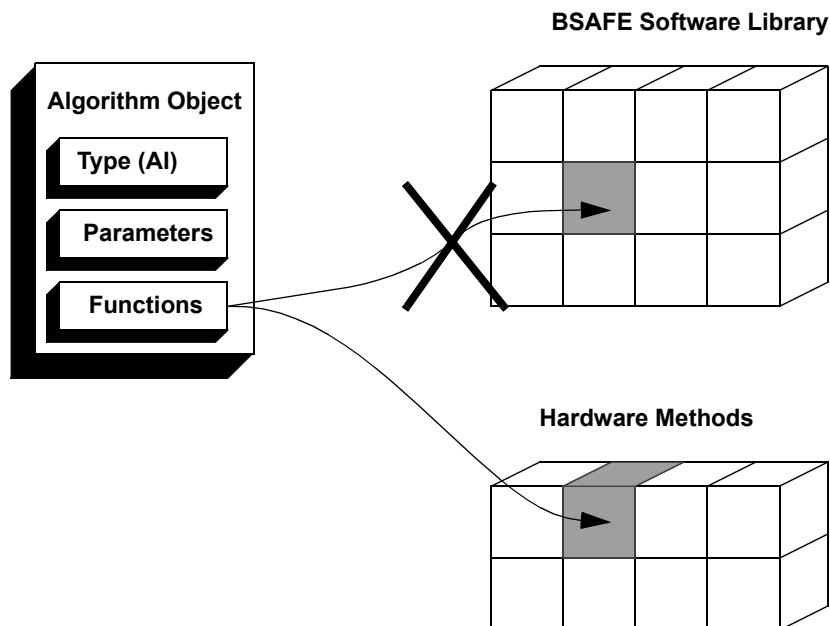 BSAFE Software Library
Algorithm Object
Type (AI)
Parameters
Functions
Hardware Methods